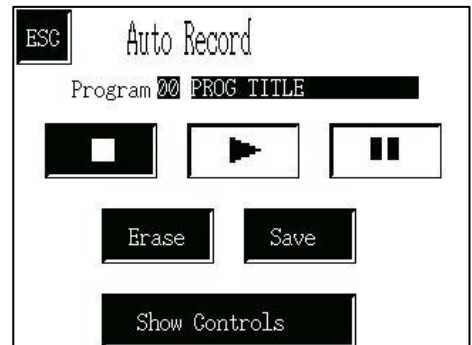 ESC Auto Record
Program 00 PROG TITLE
Erase Save
Show Controls